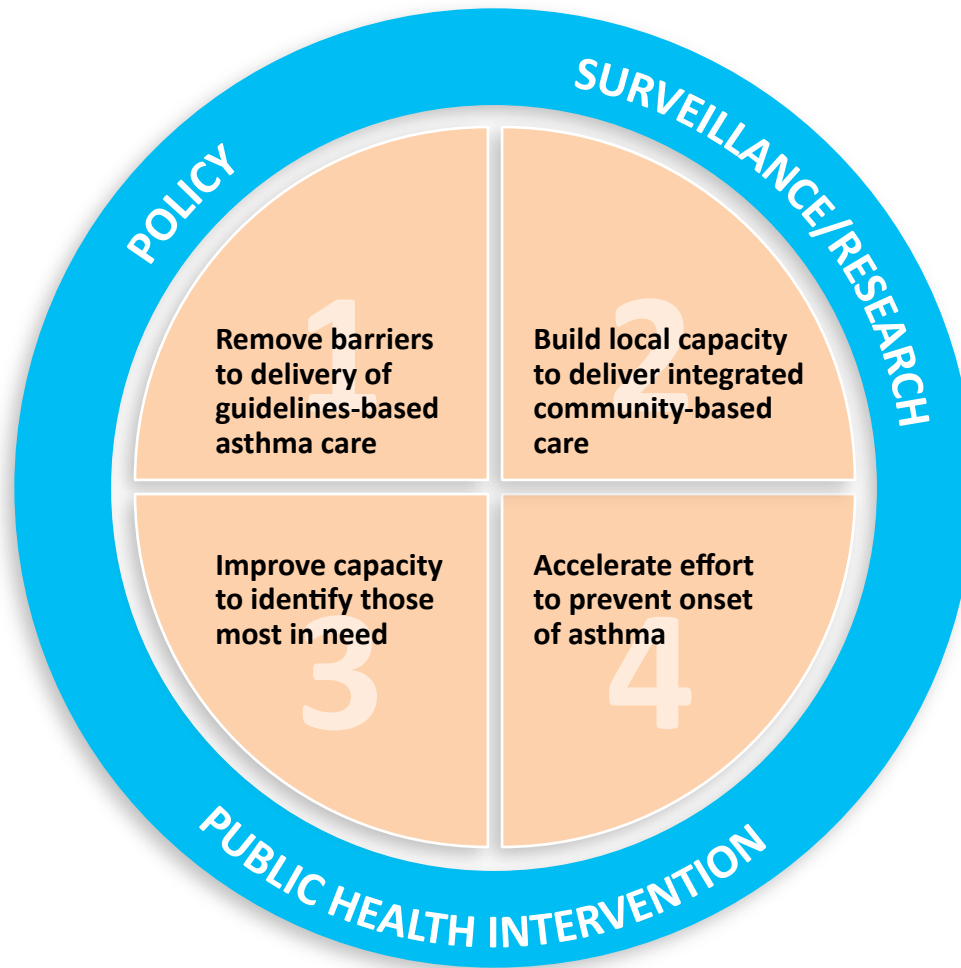 POLICY
SURVEILLANCE/RESEARCH
1
Remove barriers
to delivery of
guidelines-based
asthma care
2
Build local capacity
to deliver integrated
community-based
care
Improve capacity
to identify those
most in need
3
Accelerate effort
to prevent onset
of asthma
4
PUBLIC HEALTH INTERVENTION